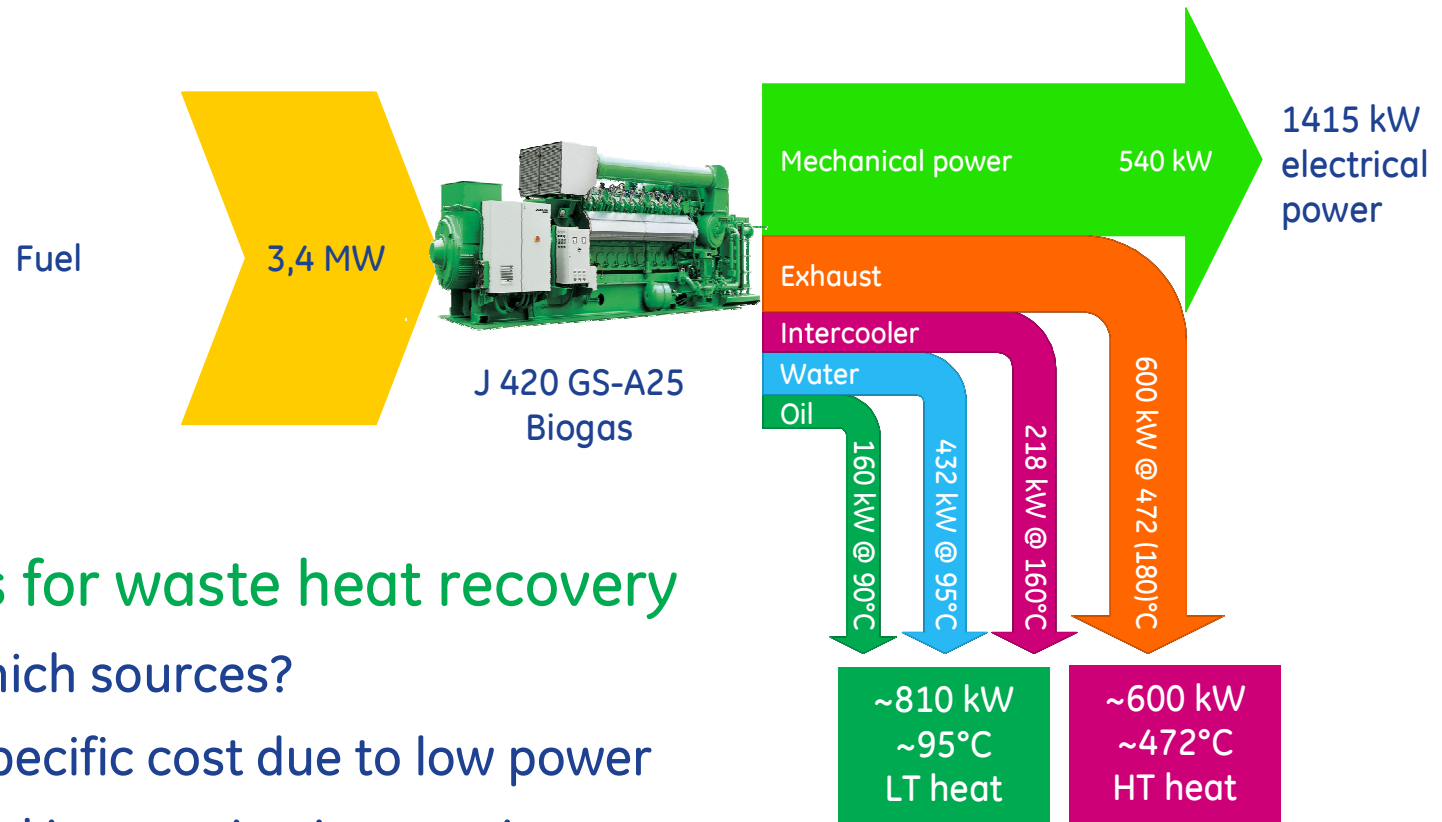 Fuel
3,4 MW
J 420 GS-A25
Biogas
Mechanical power 540 kW
1415 kW
electrical
power
Exhaust
Intercooler
Water
Oil
160 kW @ 90°C
432 kW @ 95°C
218 kW @ 160°C
600 kW @ 472 (180)°C
~810 kW
~95°C
LT heat
~600 kW
~472°C
HT heat
s for waste heat recovery
hich sources?
pecific cost due to low power